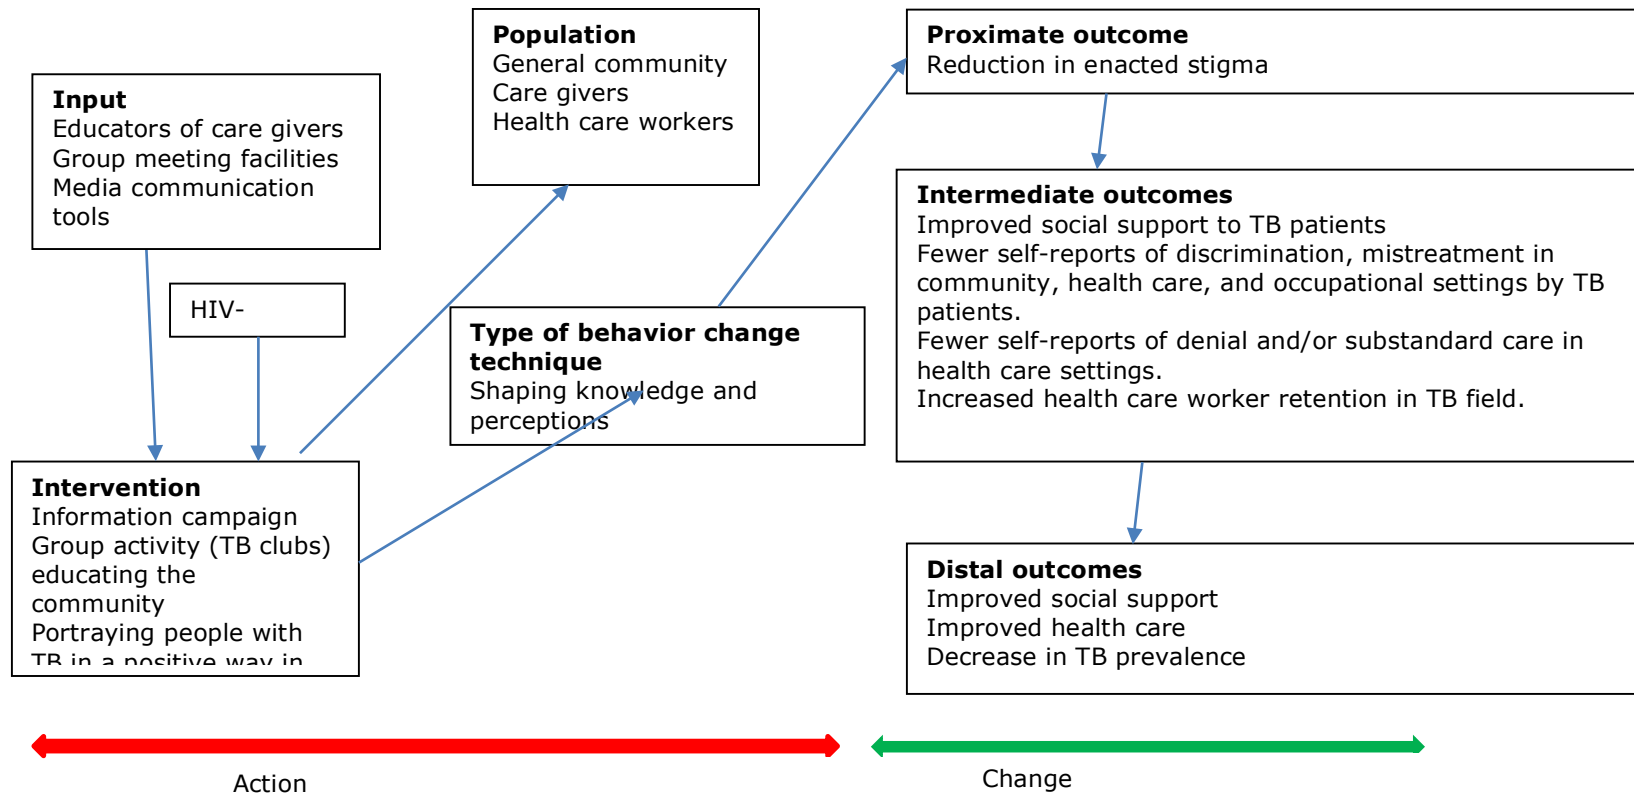 Input
Educators of care givers
Group meeting facilities
Media communication
tools
HIV-
Intervention
Information campaign
Group activity (TB clubs)
educating the
community
Portraying people with
TB in a positive way in
Population
General community
Care givers
Health care workers
Type of behavior change
technique
Shaping knowledge and
perceptions
Proximate outcome
Reduction in enacted stigma
Intermediate outcomes
Improved social support to TB patients
Fewer self-reports of discrimination, mistreatment in
community, health care, and occupational settings by TB
patients.
Fewer self-reports of denial and/or substandard care in
health care settings.
Increased health care worker retention in TB field.
Distal outcomes
Improved social support
Improved health care
Decrease in TB prevalence
Action
Change